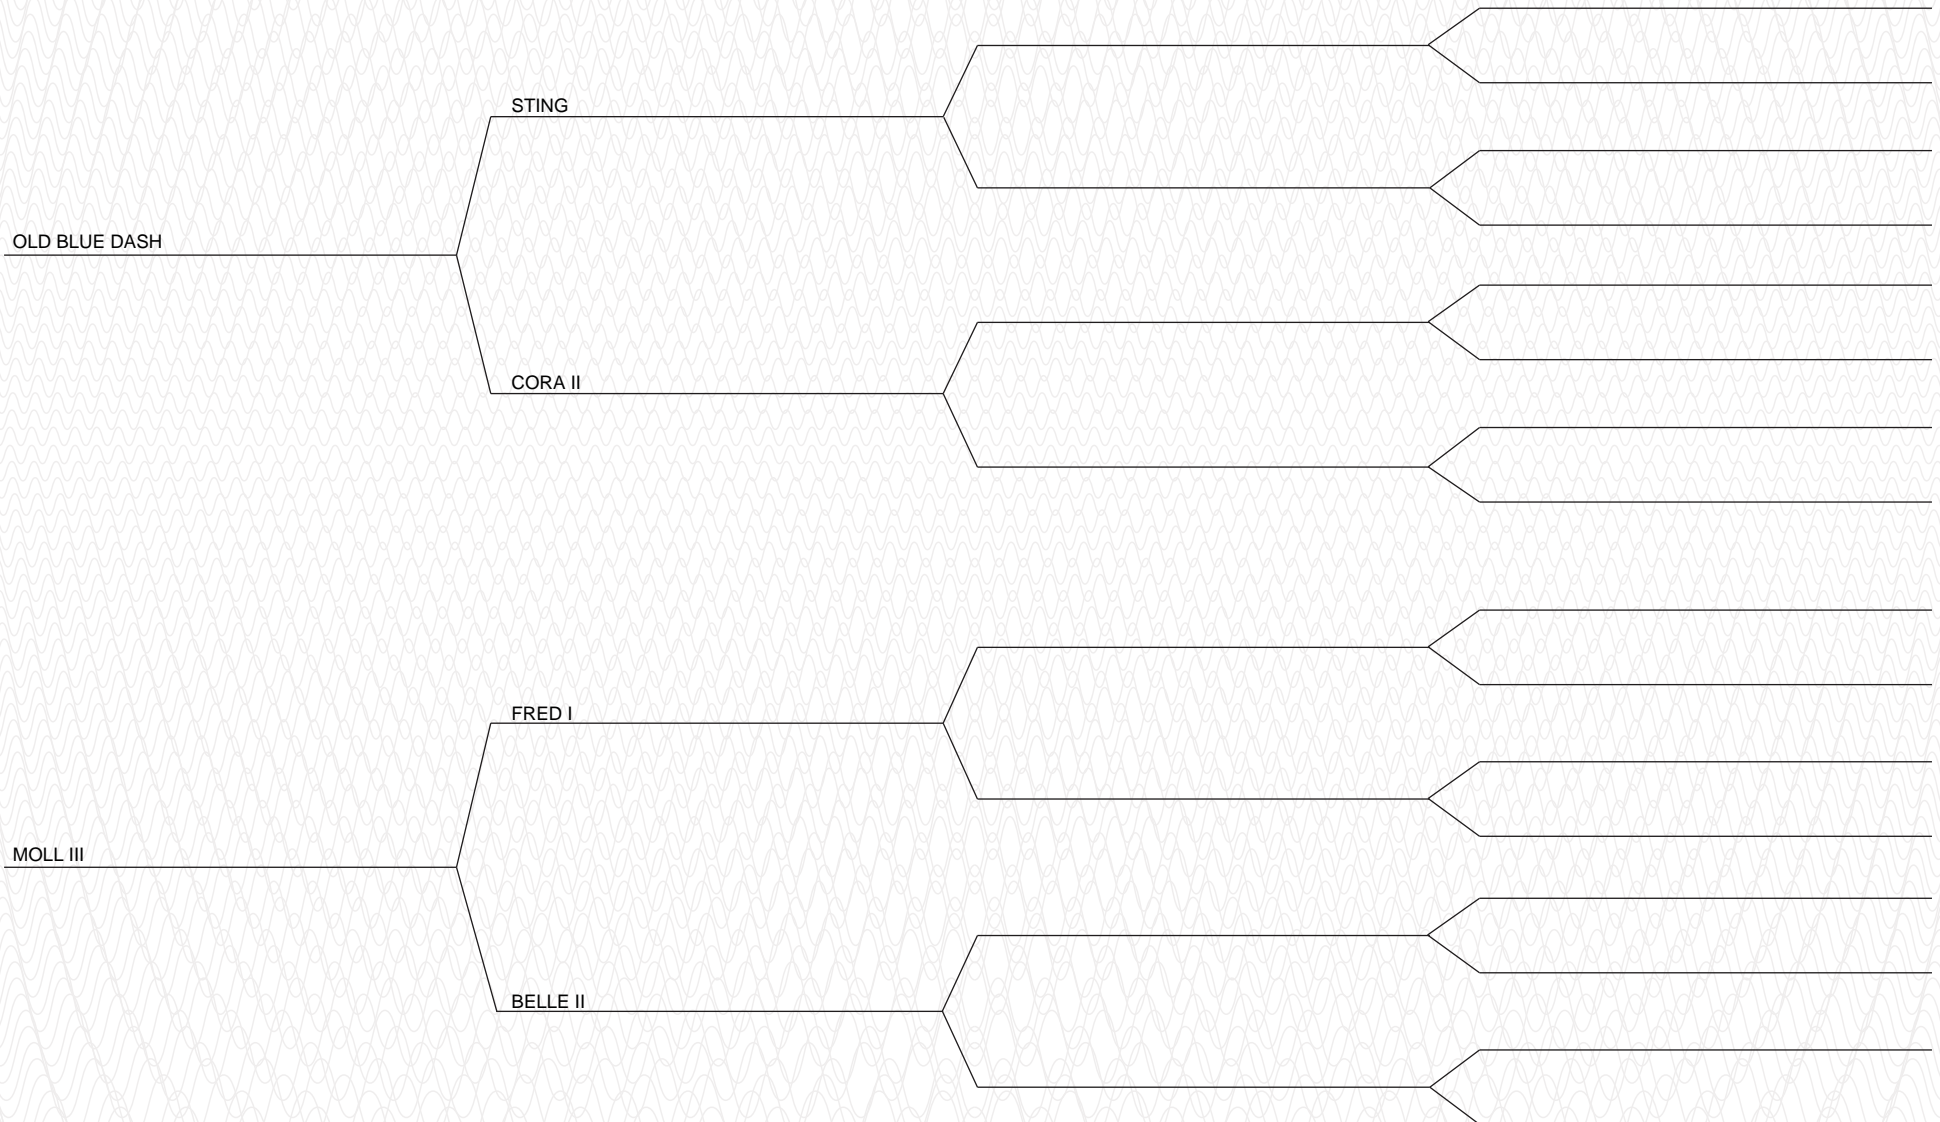 STING
OLD BLUE DASH
CORA II
FRED I
MOLL III
BELLE II